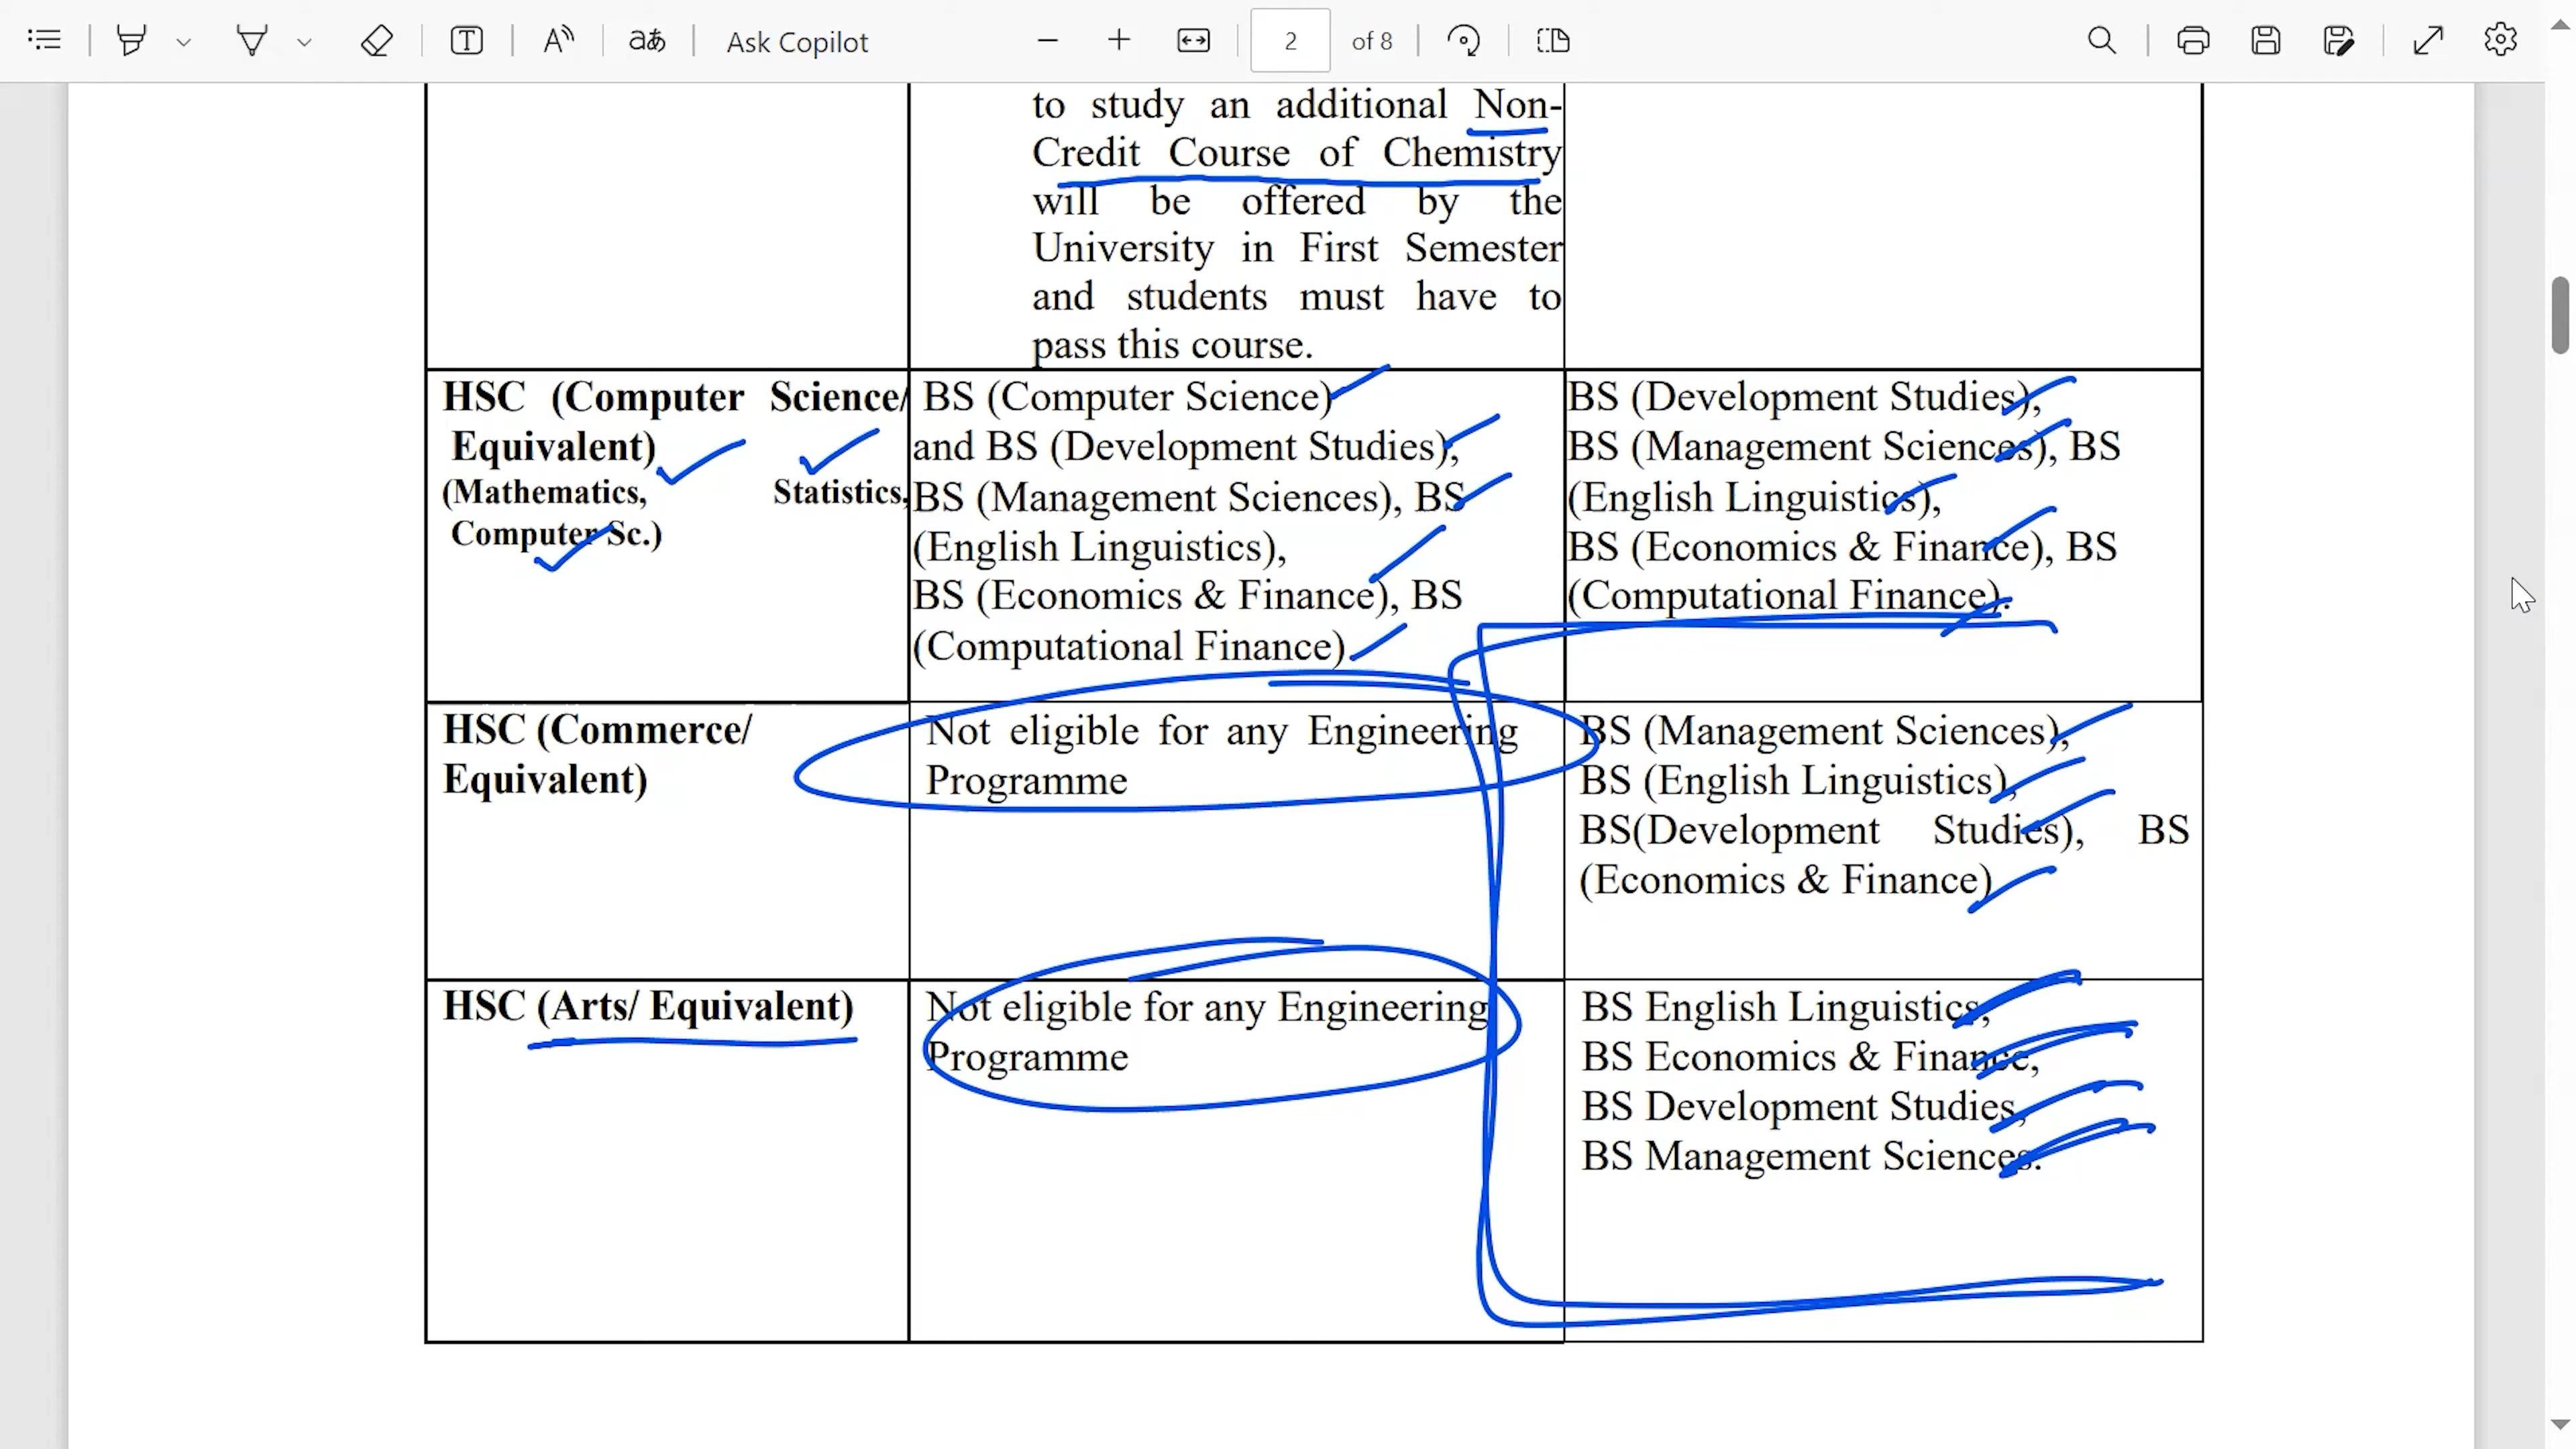 Ask Copilot
2
of 8
to study an additional Non-
Credit Course of Chemistry
will be offered by the
University in First Semester
and students must have to
pass this course.
HSC (Computer Science/
Equivalent)
(Mathematics, Statistics,
Computer Sc.)
BS (Computer Science)
and BS (Development Studies),
BS (Management Sciences), BS
(English Linguistics),
BS (Economics & Finance), BS
(Computational Finance)
BS (Development Studies),
BS (Management Sciences), BS
(English Linguistics),
BS (Economics & Finance), BS
(Computational Finance).
HSC (Commerce/
Equivalent)
Not eligible for any Engineering
Programme
BS (Management Sciences),
BS (English Linguistics),
BS(Development Studies), BS
(Economics & Finance)
HSC (Arts/ Equivalent)
Not eligible for any Engineering
Programme
BS English Linguistics,
BS Economics & Finance,
BS Development Studies,
BS Management Sciences.